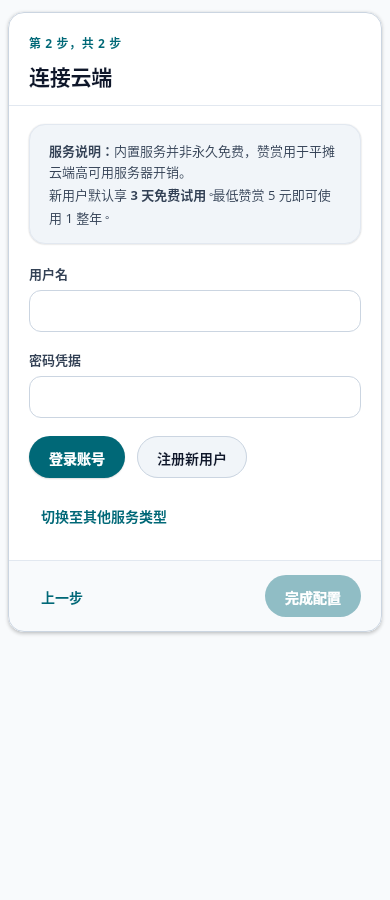 第 2 步，共 2 步
连接云端
服务说明：内置服务并非永久免费，赞赏用于平摊
云端高可用服务器开销。
新用户默认享 3 天免费试用。最低赞赏 5 元即可使
用 1 整年。
用户名
密码凭据
登录账号
注册新用户
切换至其他服务类型
上一步
完成配置